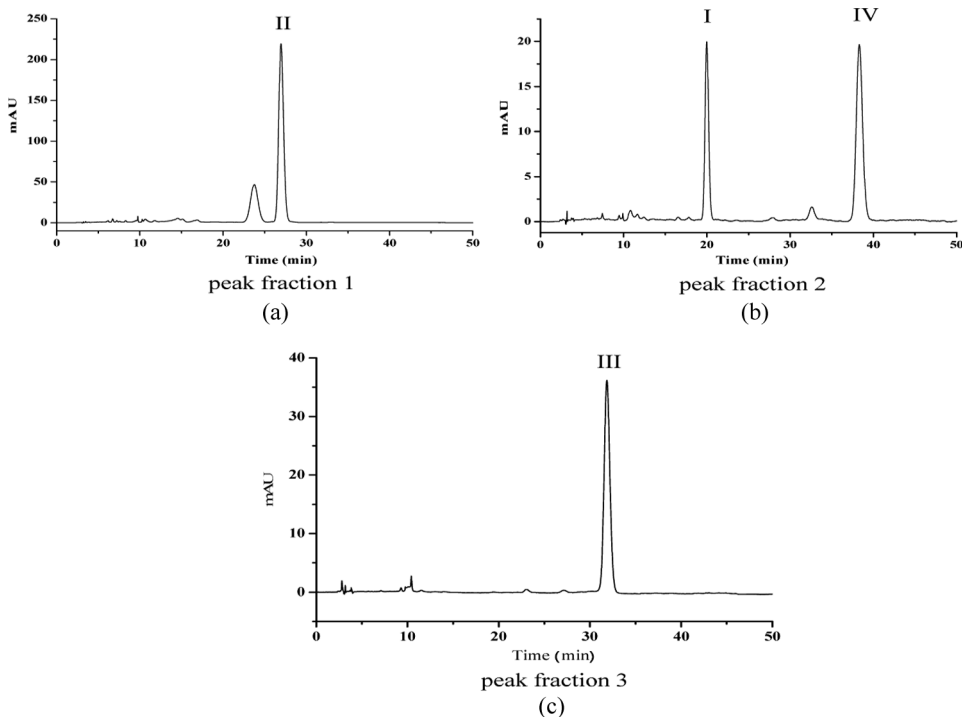 II
250
200
150
100
50
0
mAU
0 10 20 30 40 50
Time (min)
peak fraction 1
(a)
I IV
20
15
10
5
0
mAU
0 10 20 30 40 50
Time (min)
peak fraction 2
(b)
III
40
30
20
10
0
mAU
0 10 20 30 40 50
Time (min)
peak fraction 3
(c)